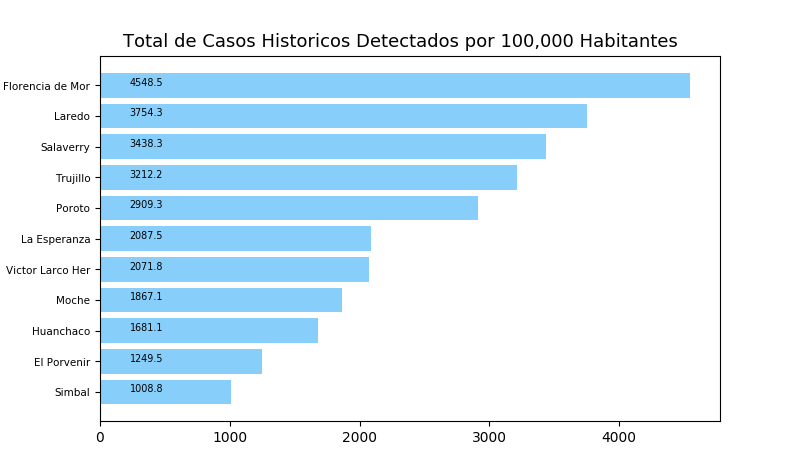 Total de Casos Historicos Detectados por 100,000 Habitantes
Florencia de Mor 4548.5
Laredo 3754.3
Salaverry 3438.3
Trujillo 3212.2
Poroto 2909.3
La Esperanza 2087.5
Victor Larco Her 2071.8
Moche 1867.1
Huanchaco 1681.1
El Porvenir 1249.5
Simbal 1008.8
0 1000 2000 3000 4000